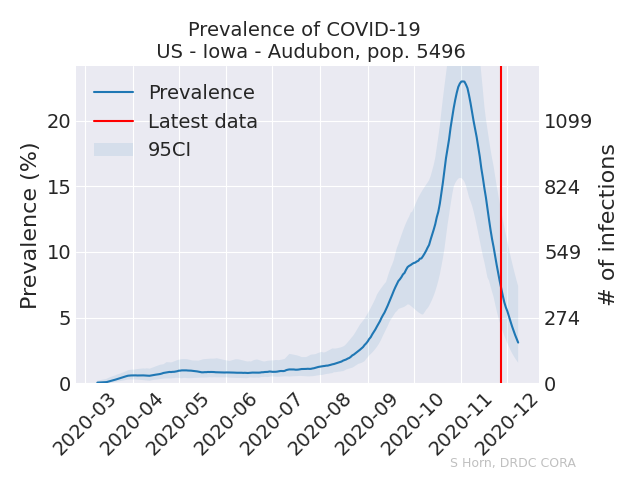 Prevalence of COVID-19
US - Iowa - Audubon, pop. 5496
Prevalence
Latest data
95CI
Prevalence (%)
20
15
10
5
0
1099
824
549
274
0
# of infections
2020-03
2020-04
2020-05
2020-06
2020-07
2020-08
2020-09
2020-10
2020-11
2020-12
S Horn, DRDC CORA